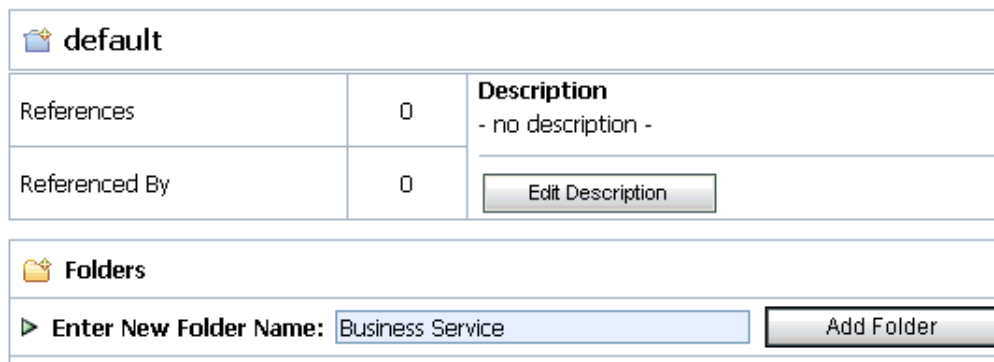 default
References 0
Description
- no description -
Referenced By 0
Edit Description
Folders
Enter New Folder Name: Business Service Add Folder